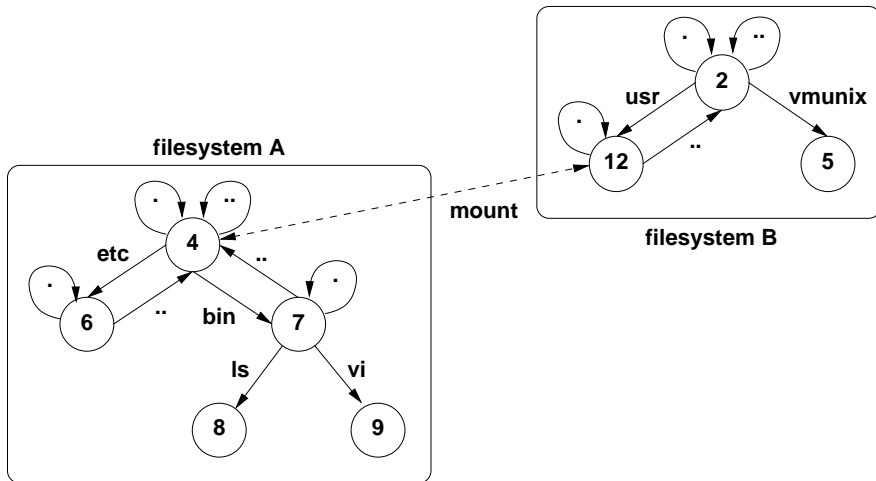 filesystem A
. ..
4
etc
.
6
..
bin
..
7
.
ls
vi
8
9
mount
. ..
2
usr
vmunix
.
12
..
5
filesystem B